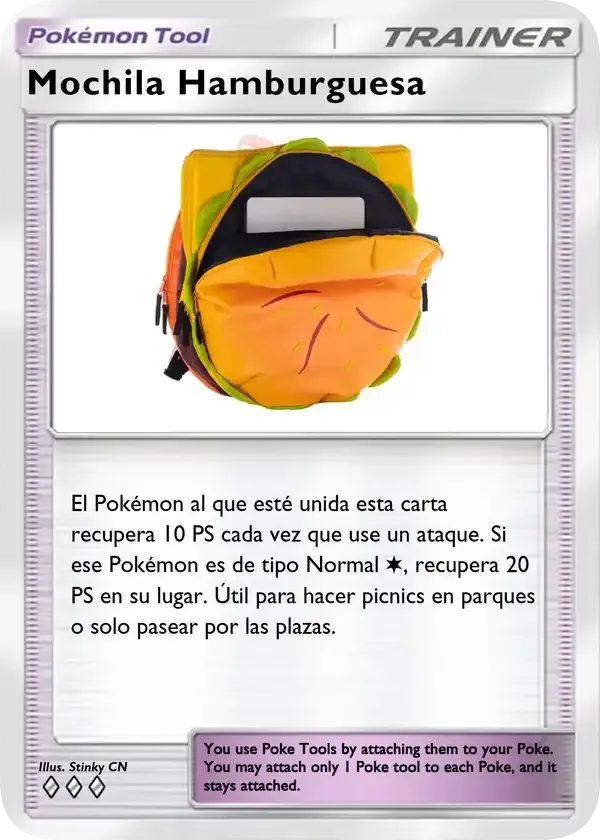 Pokémon Tool
TRAINER
Mochila Hamburguesa
El Pokémon al que esté unida esta carta
recupera 10 PS cada vez que use un ataque. Si
ese Pokémon es de tipo Normal ✶, recupera 20
PS en su lugar. Útil para hacer picnics en parques
o solo pasear por las plazas.
Illus. Stinky CN
You use Poke Tools by attaching them to your Poke.
You may attach only 1 Poke tool to each Poke, and it
stays attached.